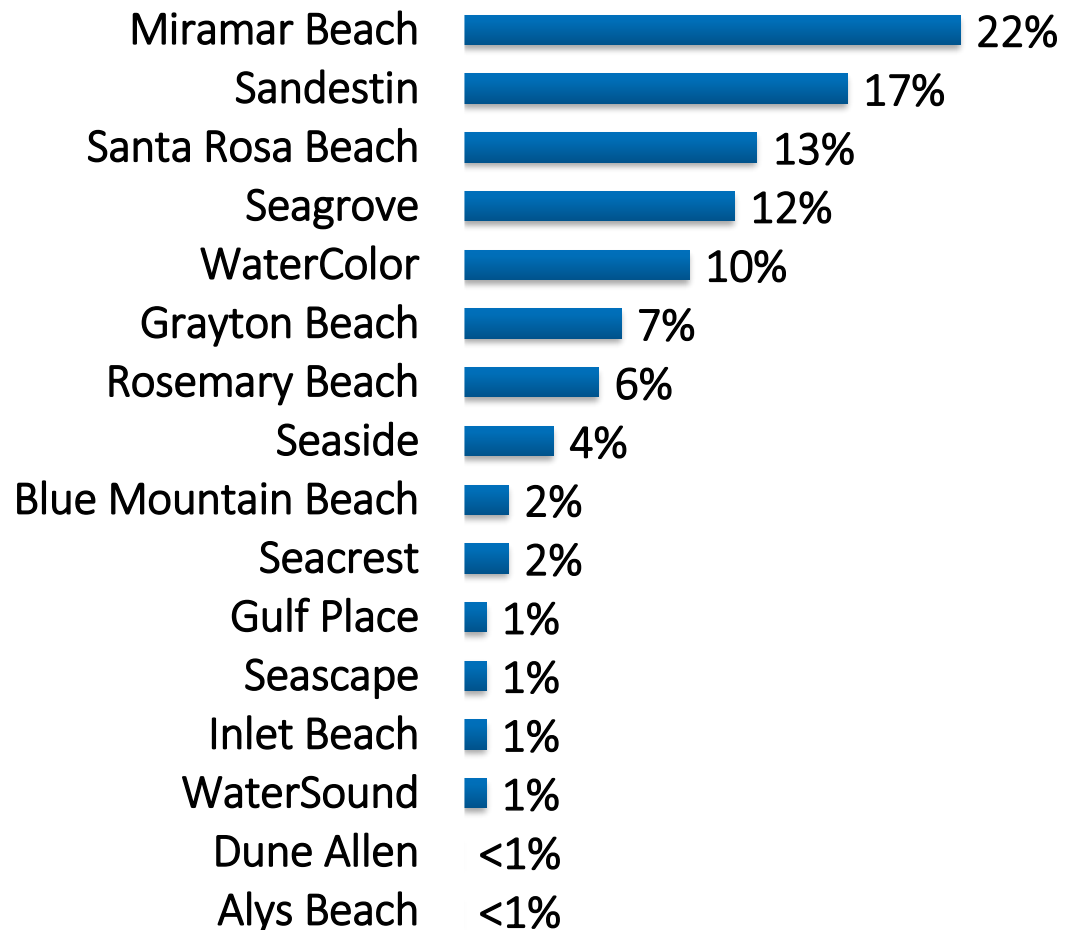 Miramar Beach 22%
Sandestin 17%
Santa Rosa Beach 13%
Seagrove 12%
WaterColor 10%
Grayton Beach 7%
Rosemary Beach 6%
Seaside 4%
Blue Mountain Beach 2%
Seacrest 2%
Gulf Place 1%
Seascape 1%
Inlet Beach 1%
WaterSound 1%
Dune Allen <1%
Alys Beach <1%